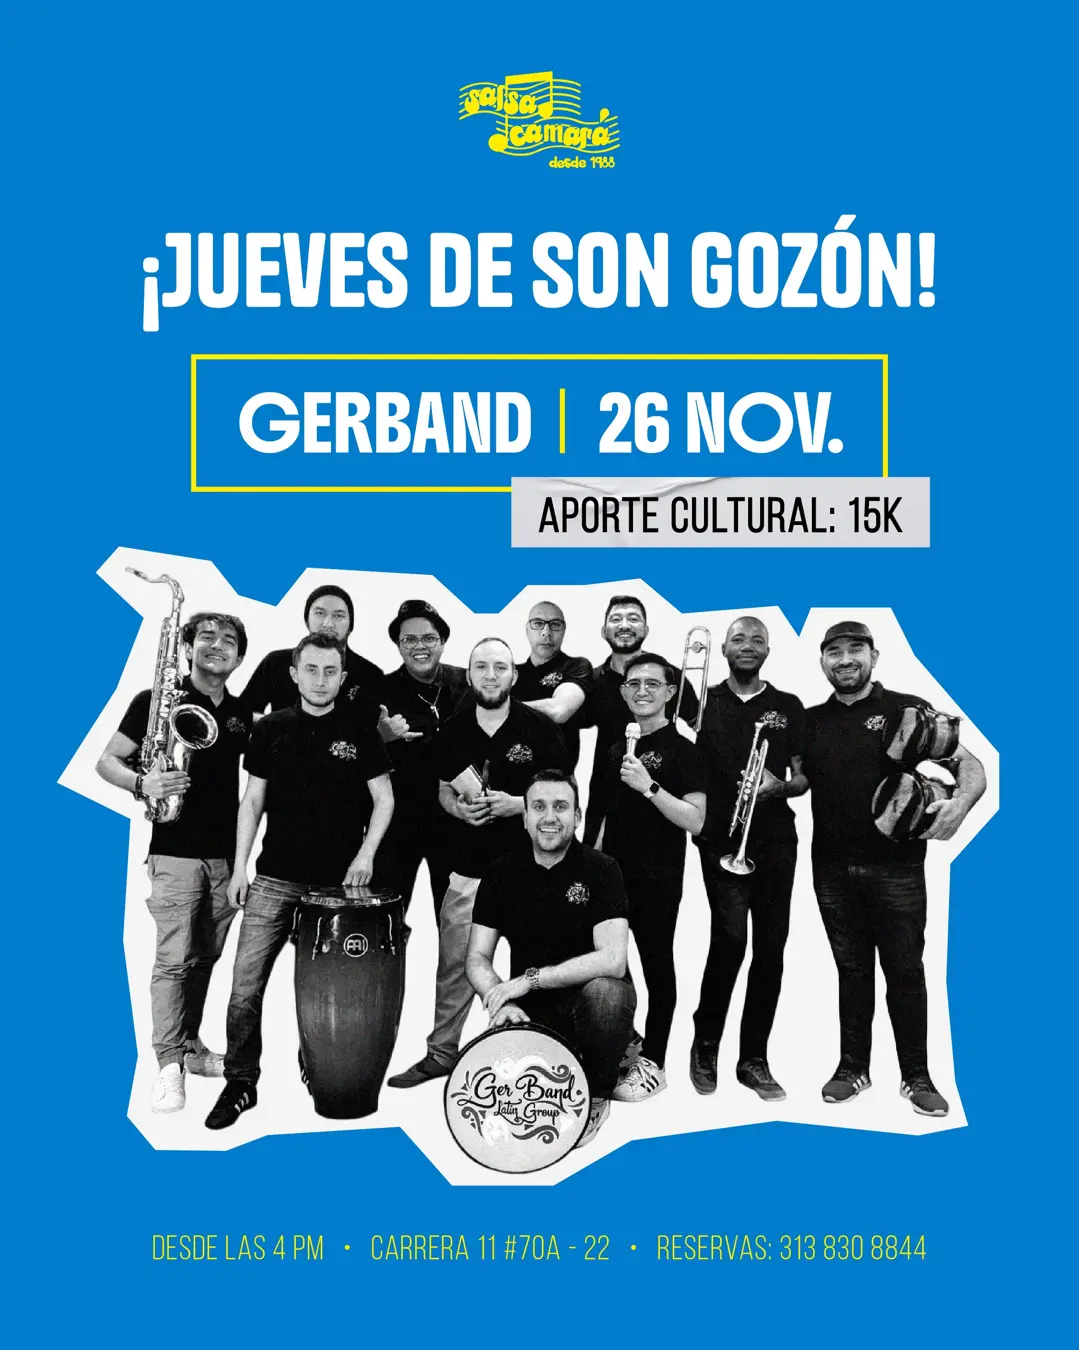 salsa
camará
desde 1988
¡JUEVES DE SON GOZÓN!
GERBAND | 26 NOV.
APORTE CULTURAL: 15K
Ger Band
Latin Group
DESDE LAS 4 PM • CARRERA 11 #70A - 22 • RESERVAS: 313 830 8844